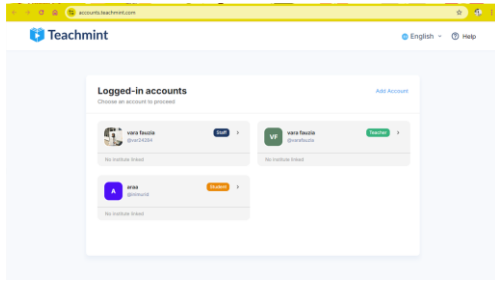 accounts.teachmint.com
Teachmint
English
Help
Logged-in accounts
Choose an account to proceed
Add Account
vara fauzia
Staff
No institute linked
VF
vara fauzia
Teacher
@varafauzia
No institute linked
A
Student
No institute linked